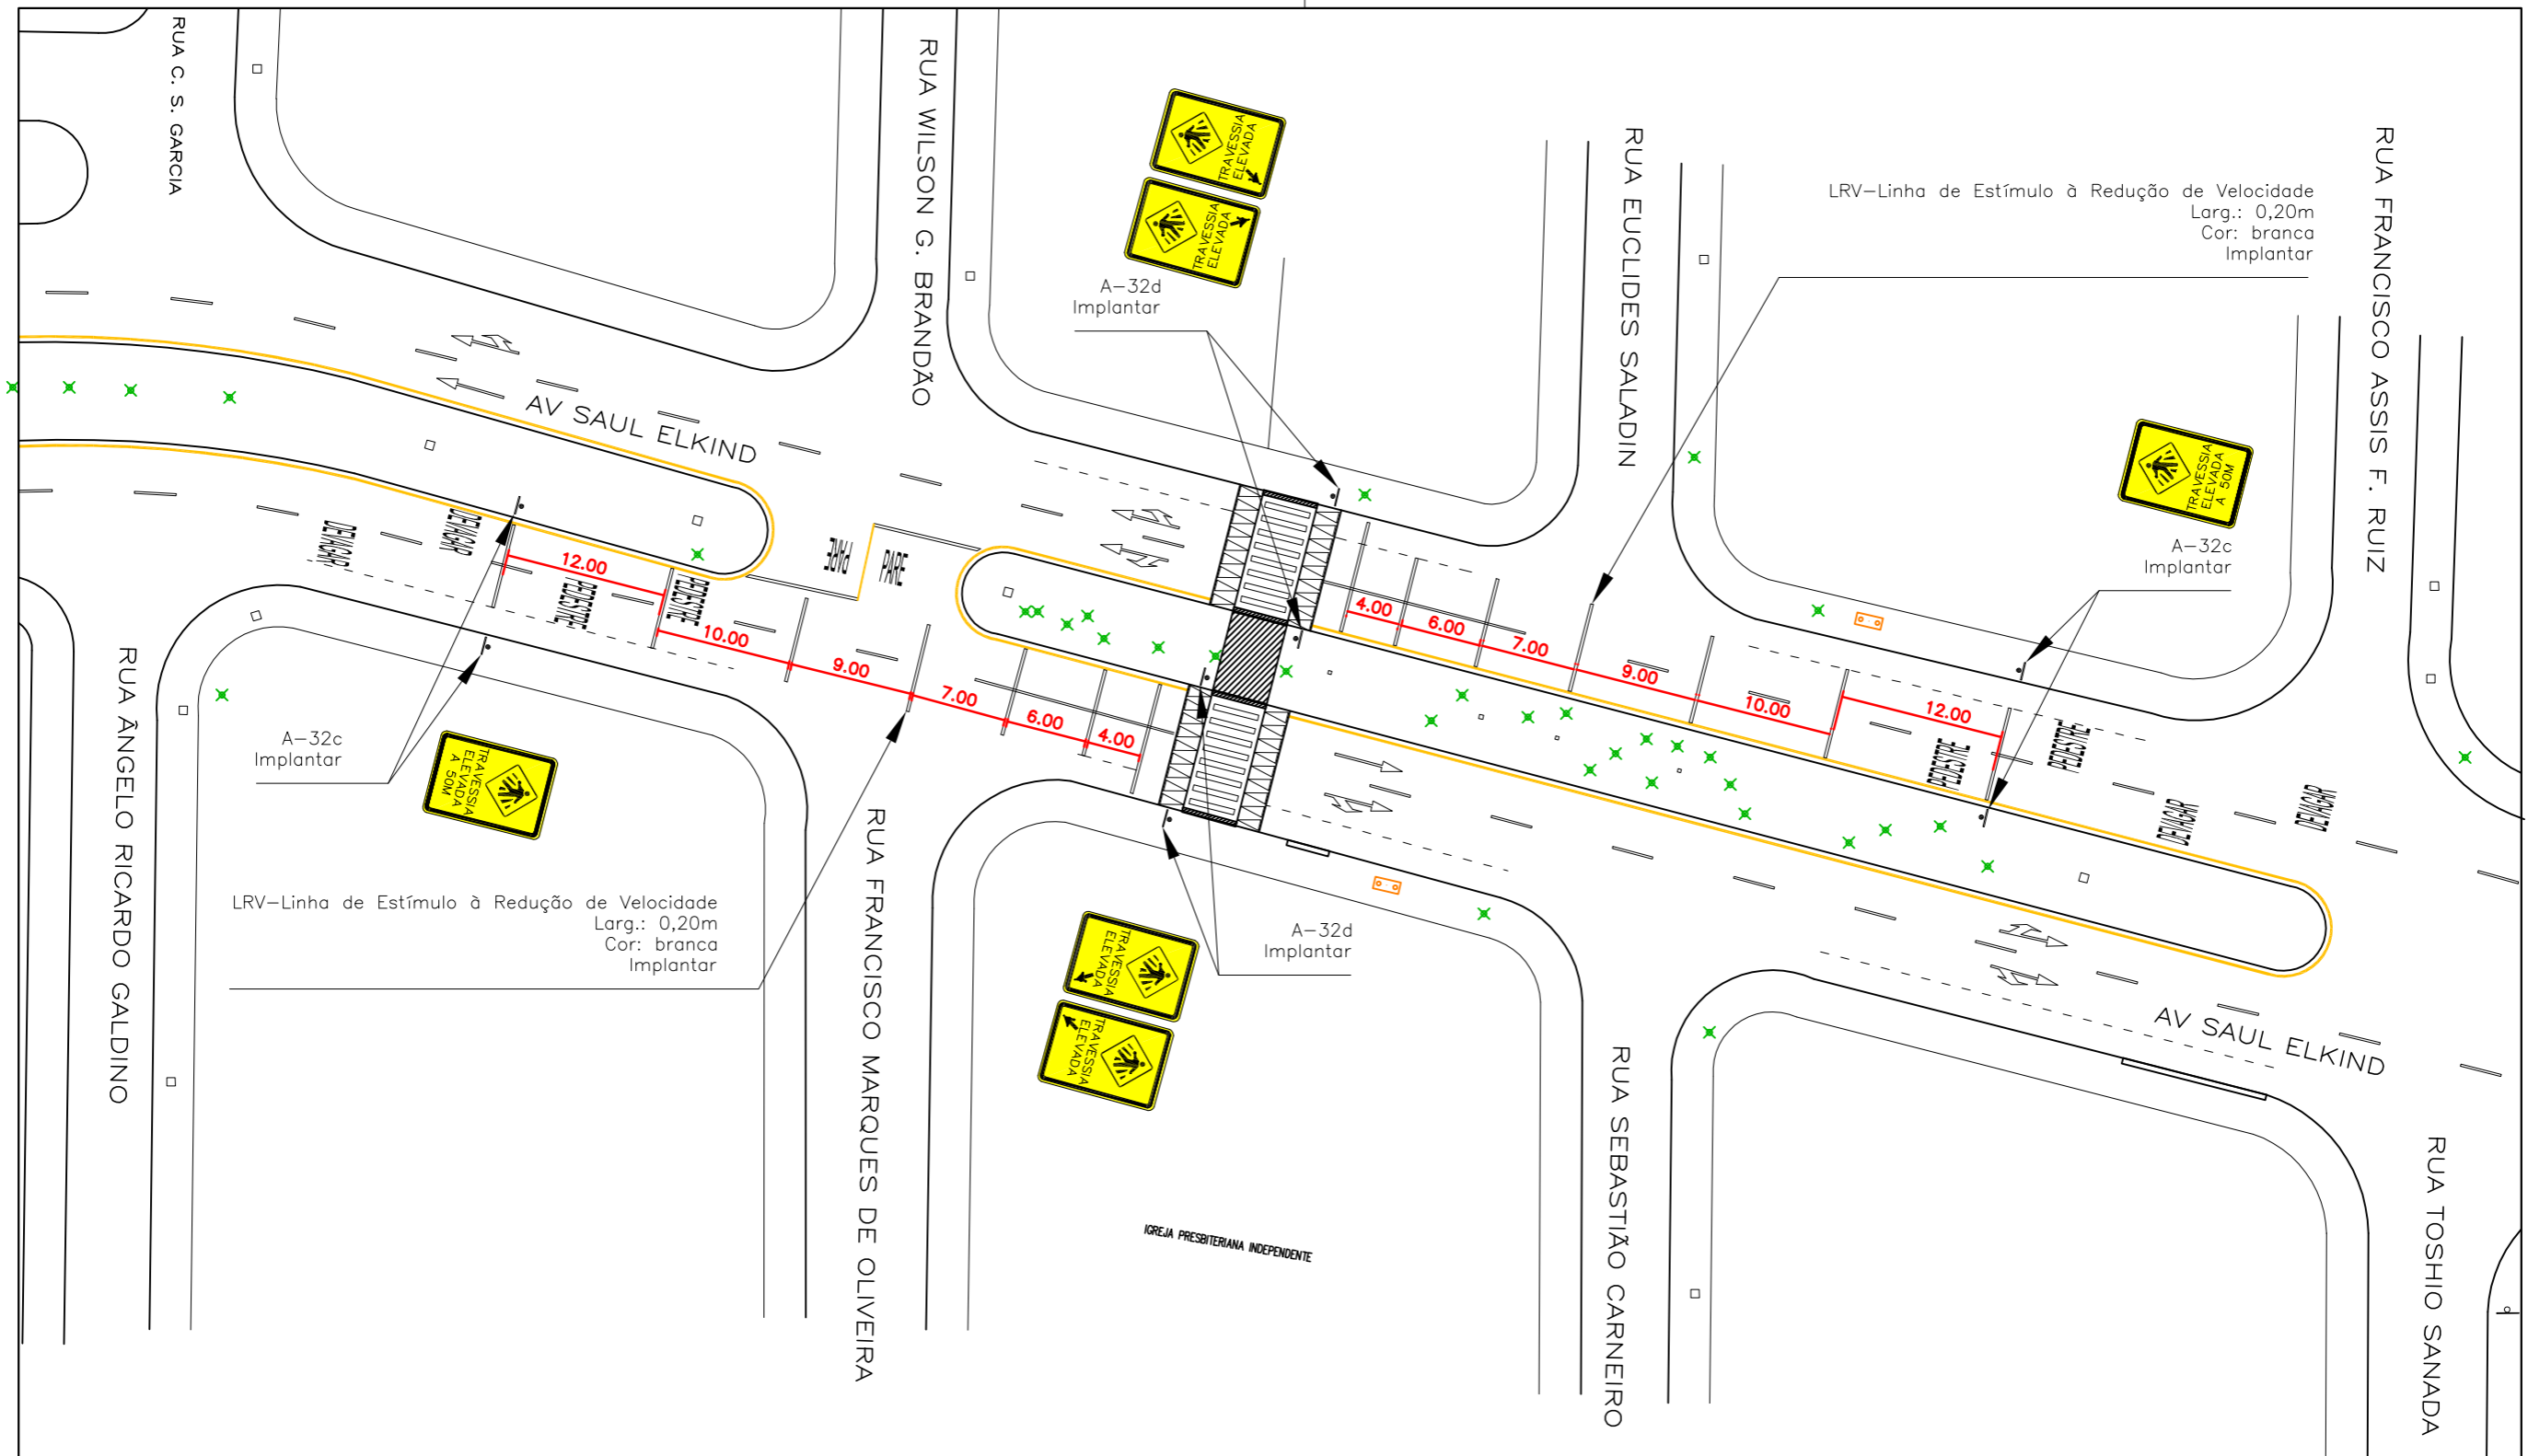 RUA C. S. GARCIA
RUA WILSON G. BRANDÃO
TRAVESSIA
ELEVADA
TRAVESSIA
ELEVADA
A-32d
Implantar
RUA EUCLIDES SALADIN
LRV-Linha de Estímulo à Redução de Velocidade
Larg.: 0,20m
Cor: branca
Implantar
RUA FRANCISCO ASSIS F. RUIZ
TRAVESSIA
ELEVADA
A 50M
A-32c
Implantar
AV SAUL ELKIND
DEVAGAR
DEVAGAR
PEDESTRE
PEDESTRE
PARE
PARE
12.00
10.00
9.00
7.00
6.00
4.00
4.00
6.00
7.00
9.00
10.00
12.00
PEDESTRE
PEDESTRE
DEVAGAR
DEVAGAR
RUA ÂNGELO RICARDO GALDINO
A-32c
Implantar
TRAVESSIA
ELEVADA
A 50M
LRV-Linha de Estímulo à Redução de Velocidade
Larg.: 0,20m
Cor: branca
Implantar
RUA FRANCISCO MARQUES DE OLIVEIRA
TRAVESSIA
ELEVADA
TRAVESSIA
ELEVADA
A-32d
Implantar
IGREJA PRESBITERIANA INDEPENDENTE
RUA SEBASTIÃO CARNEIRO
AV SAUL ELKIND
RUA TOSHIO SANADA